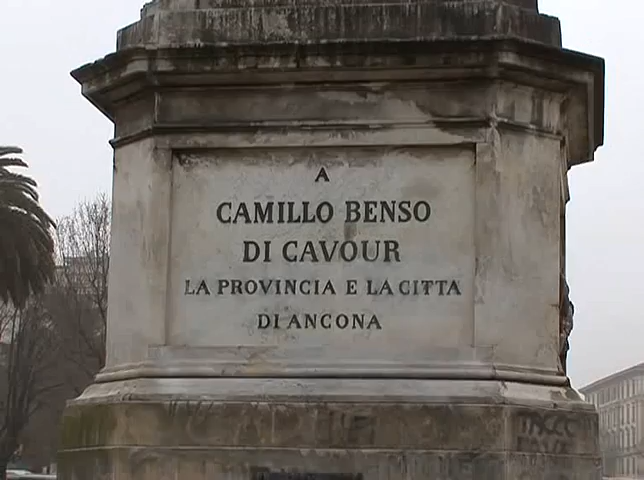 A
CAMILLO BENSO
DI CAVOUR
LA PROVINCIA E LA CITTA
DI ANCONA